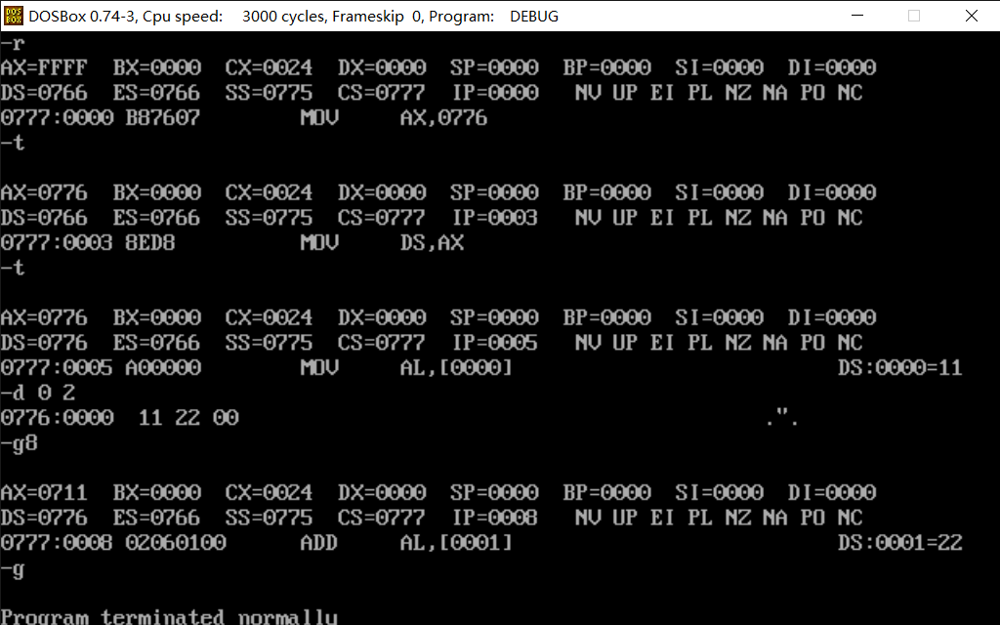 DOSBox 0.74-3, Cpu speed: 3000 cycles, Frameskip 0, Program: DEBUG
-r
AX=FFFF BX=0000 CX=0024 DX=0000 SP=0000 BP=0000 SI=0000 DI=0000
DS=0766 ES=0766 SS=0775 CS=0777 IP=0000 NV UP EI PL NZ NA PO NC
0777:0000 B87607 MOV AX,0776
-t
AX=0776 BX=0000 CX=0024 DX=0000 SP=0000 BP=0000 SI=0000 DI=0000
DS=0766 ES=0766 SS=0775 CS=0777 IP=0003 NV UP EI PL NZ NA PO NC
0777:0003 8ED8 MOV DS,AX
-t
AX=0776 BX=0000 CX=0024 DX=0000 SP=0000 BP=0000 SI=0000 DI=0000
DS=0776 ES=0766 SS=0775 CS=0777 IP=0005 NV UP EI PL NZ NA PO NC
0777:0005 A00000 MOV AL,[0000] DS:0000=11
-d 0 2
0776:0000 11 22 00 .".
-g8
AX=0711 BX=0000 CX=0024 DX=0000 SP=0000 BP=0000 SI=0000 DI=0000
DS=0776 ES=0766 SS=0775 CS=0777 IP=0008 NV UP EI PL NZ NA PO NC
0777:0008 02060100 ADD AL,[0001] DS:0001=22
-g
Program terminated normally